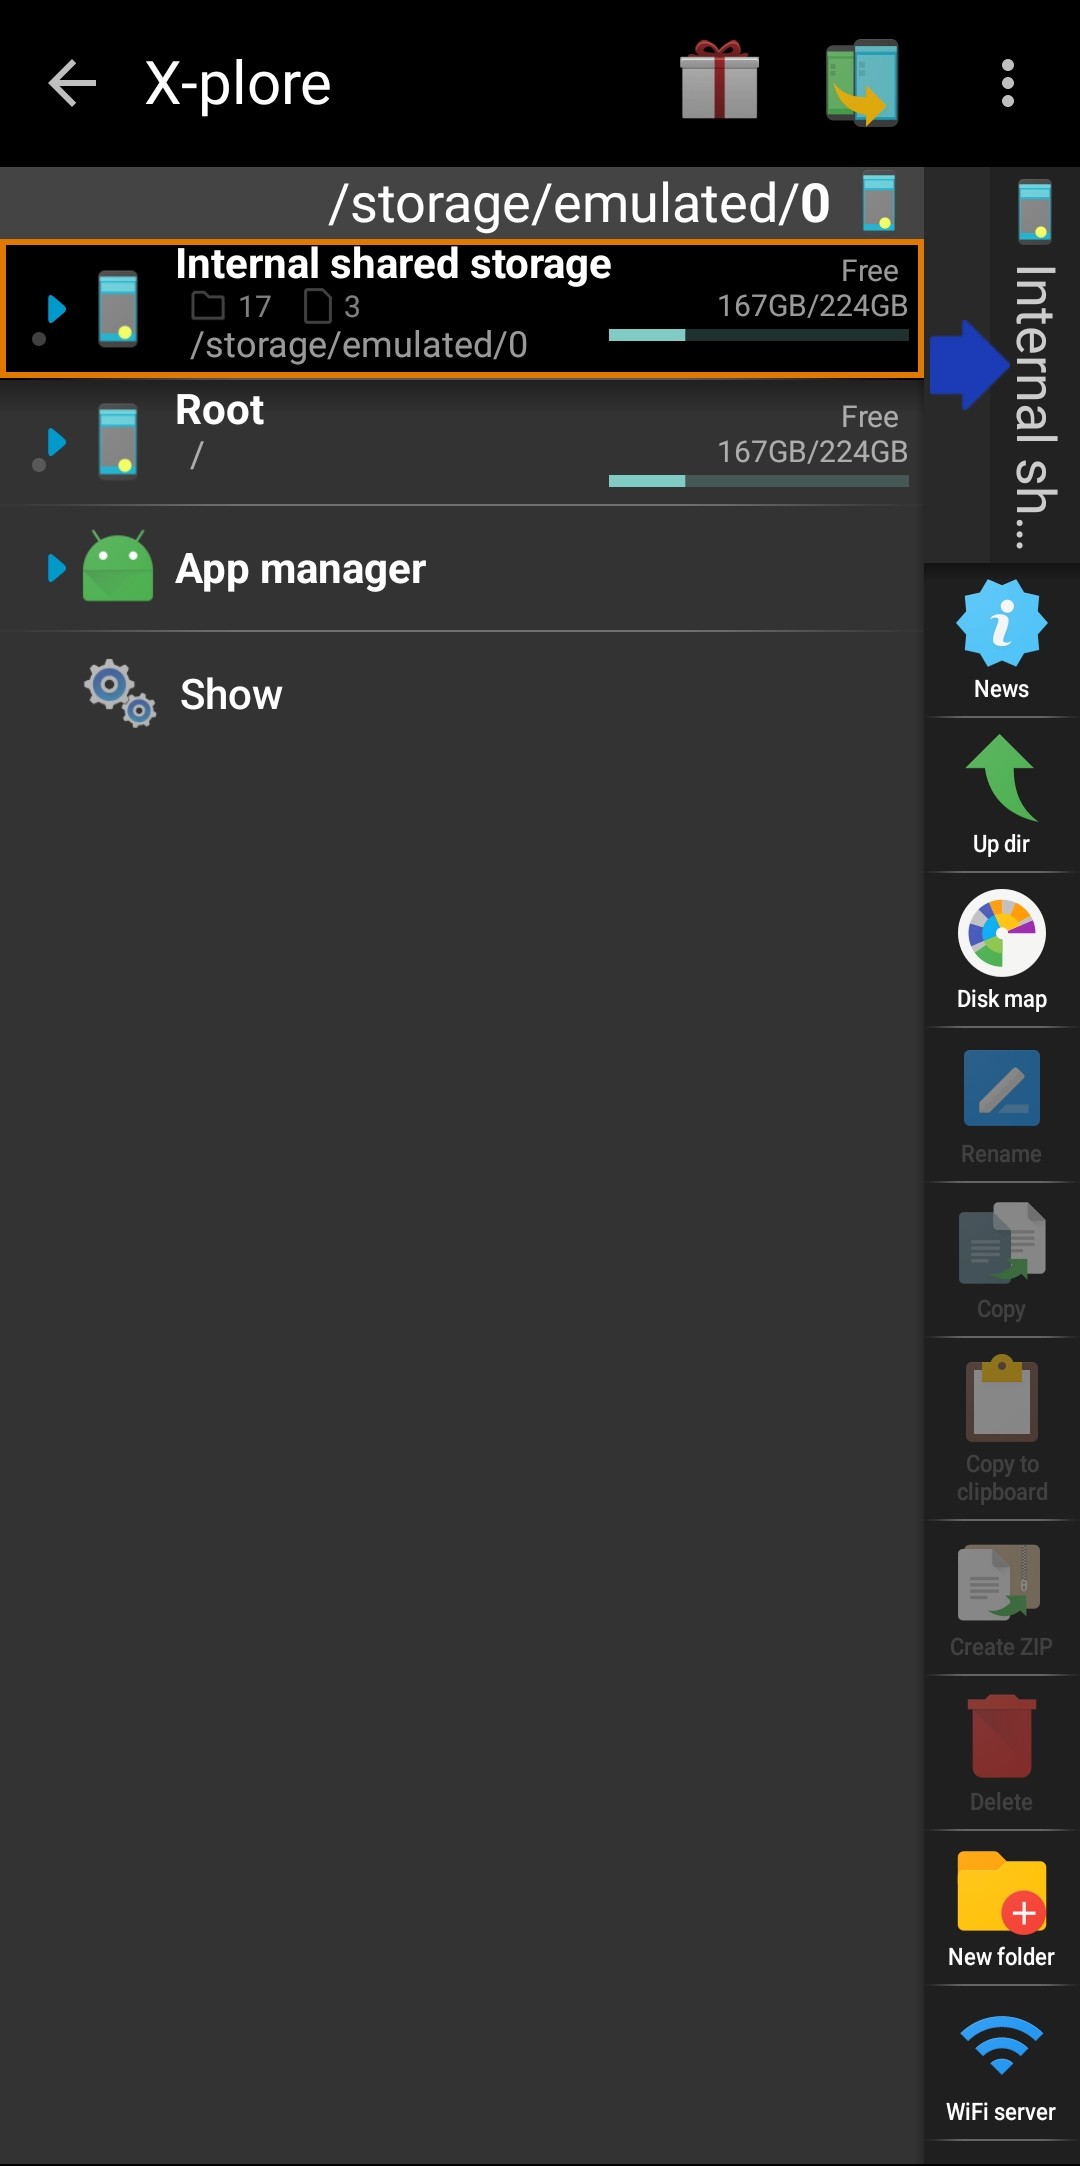 X-plore
/storage/emulated/0
Internal shared storage
17 3
/storage/emulated/0
Free
167GB/224GB
Root
/
Free
167GB/224GB
App manager
Show
Internal sh...
News
Up dir
Disk map
Rename
Copy
Copy to
clipboard
Create ZIP
Delete
New folder
WiFi server